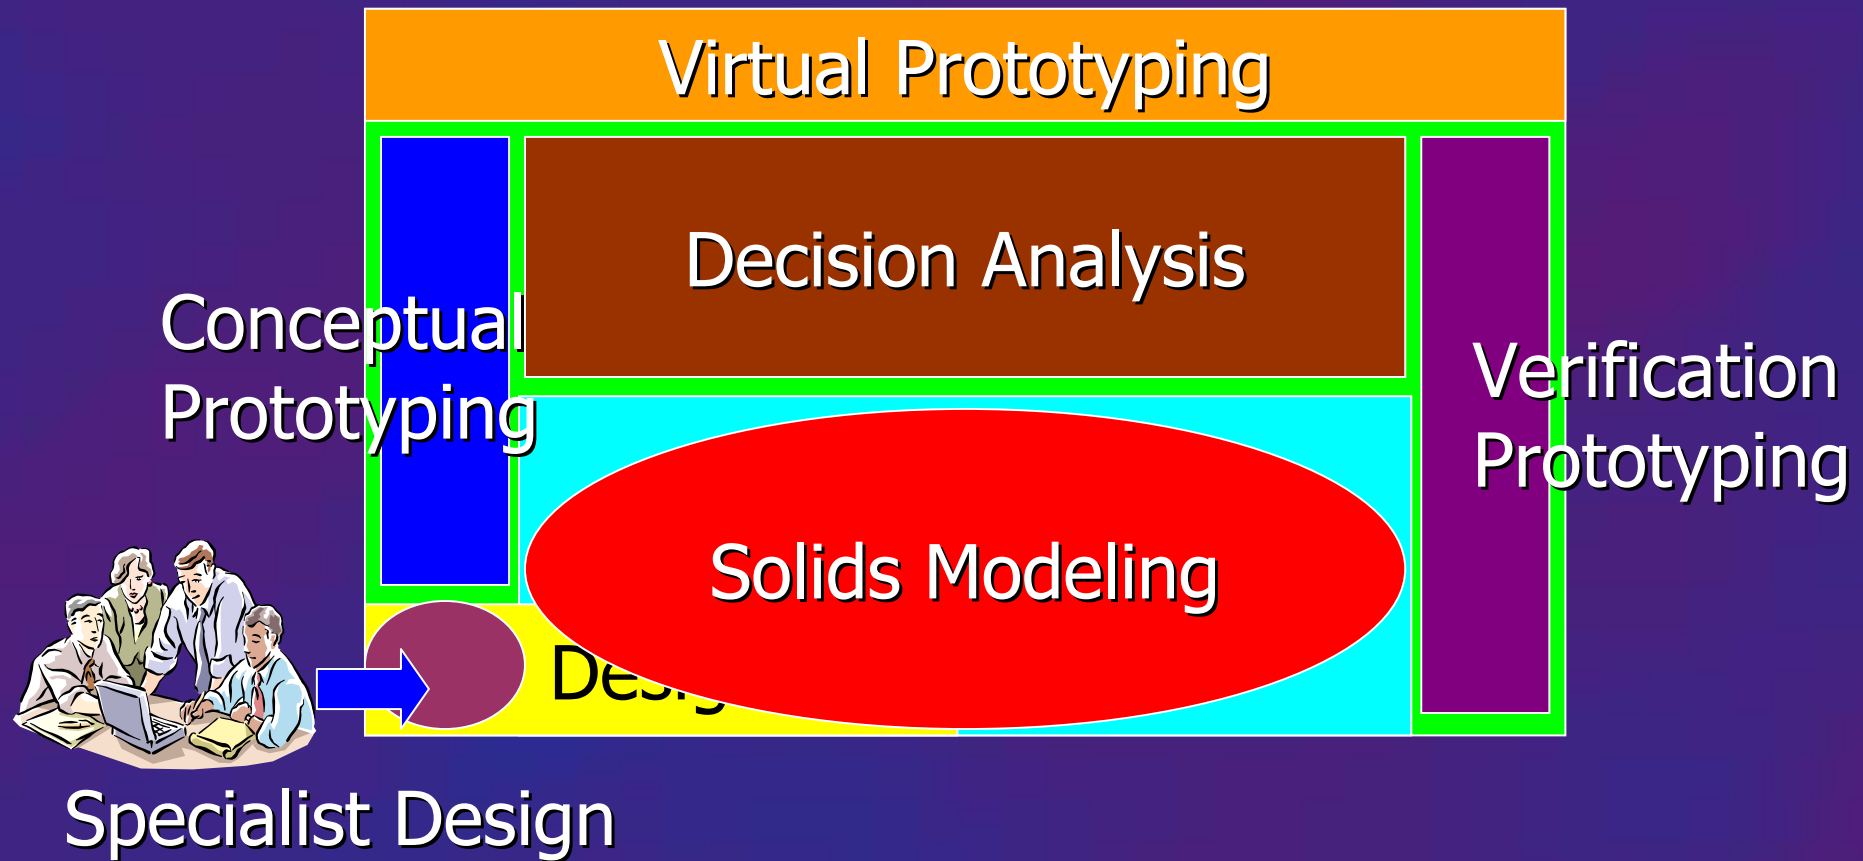 Virtual Prototyping
Decision Analysis
Conceptual
Prototyping
Verification
Prototyping
Solids Modeling
Specialist Design